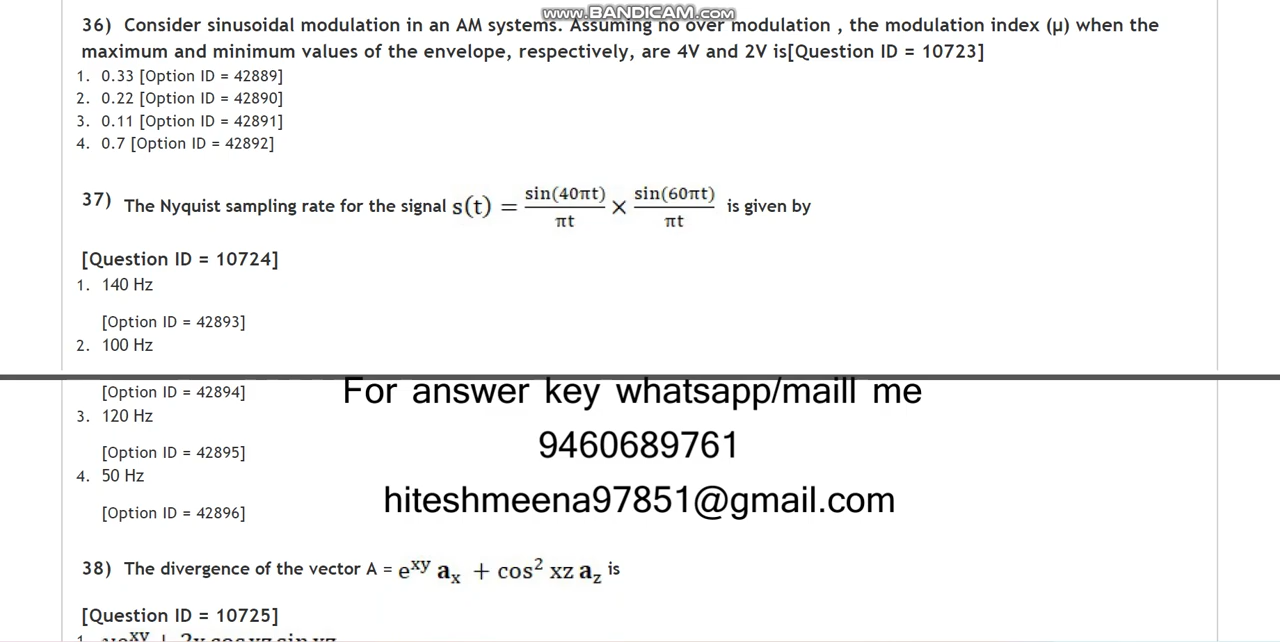 www.BANDICAM.com
36) Consider sinusoidal modulation in an AM systems. Assuming no over modulation , the modulation index (μ) when the
maximum and minimum values of the envelope, respectively, are 4V and 2V is[Question ID = 10723]
1. 0.33 [Option ID = 42889]
2. 0.22 [Option ID = 42890]
3. 0.11 [Option ID = 42891]
4. 0.7 [Option ID = 42892]
37) The Nyquist sampling rate for the signal s(t) = sin(40πt)/πt × sin(60πt)/πt is given by
[Question ID = 10724]
1. 140 Hz
[Option ID = 42893]
2. 100 Hz
[Option ID = 42894]
3. 120 Hz
[Option ID = 42895]
4. 50 Hz
[Option ID = 42896]
For answer key whatsapp/maill me
9460689761
hiteshmeena97851@gmail.com
38) The divergence of the vector A = e^xy a_x + cos² xz a_z is
[Question ID = 10725]